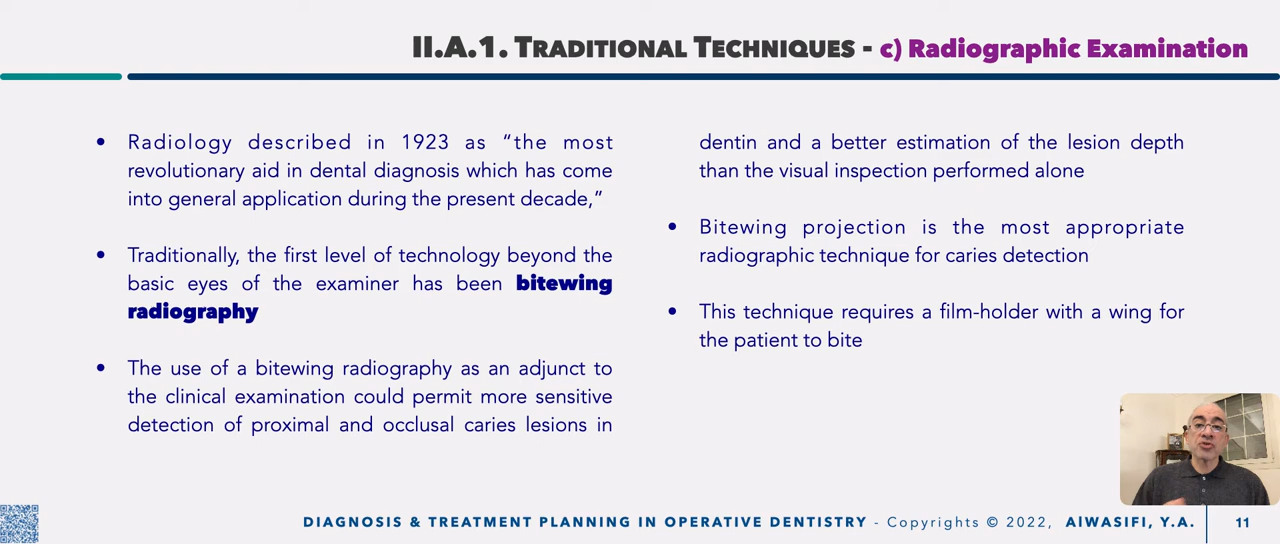 II.A.1. TRADITIONAL TECHNIQUES - c) Radiographic Examination
• Radiology described in 1923 as “the most
revolutionary aid in dental diagnosis which has come
into general application during the present decade,”
• Traditionally, the first level of technology beyond the
basic eyes of the examiner has been bitewing
radiography
• The use of a bitewing radiography as an adjunct to
the clinical examination could permit more sensitive
detection of proximal and occlusal caries lesions in
dentin and a better estimation of the lesion depth
than the visual inspection performed alone
• Bitewing projection is the most appropriate
radiographic technique for caries detection
• This technique requires a film-holder with a wing for
the patient to bite
DIAGNOSIS & TREATMENT PLANNING IN OPERATIVE DENTISTRY - Copyrights © 2022, AlWASIFI, Y.A. 11